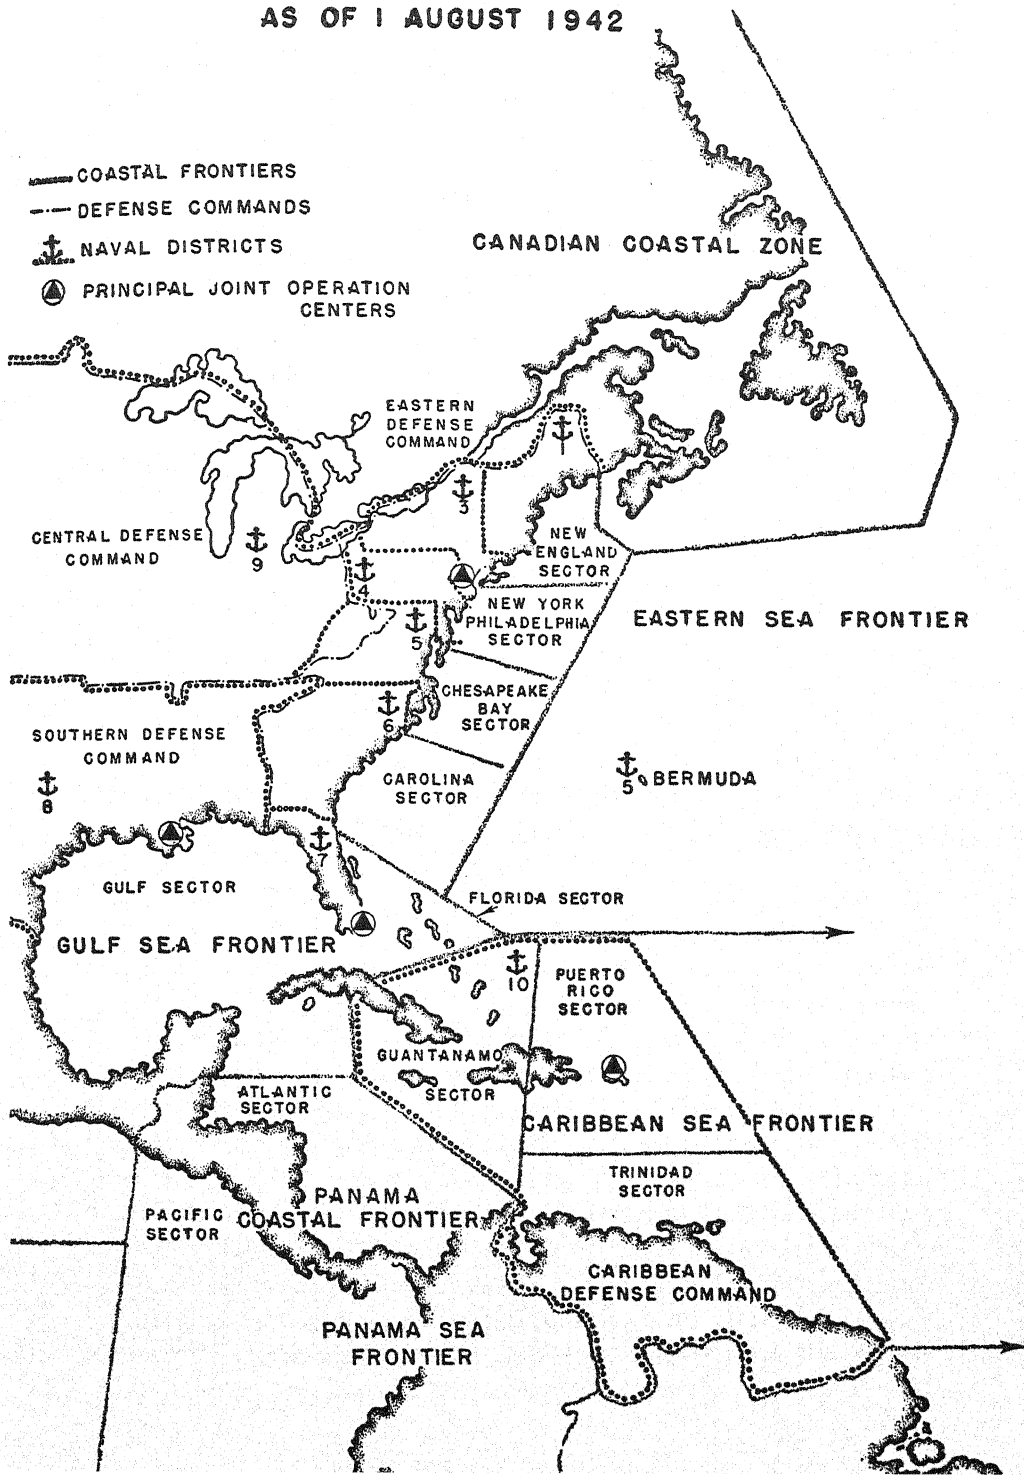 AS OF 1 AUGUST 1942
COASTAL FRONTIERS
DEFENSE COMMANDS
NAVAL DISTRICTS
PRINCIPAL JOINT OPERATION
CENTERS
CANADIAN COASTAL ZONE
EASTERN
DEFENSE
COMMAND
3
CENTRAL DEFENSE
COMMAND
9
NEW
ENGLAND
SECTOR
4
NEW YORK
PHILADELPHIA
SECTOR
EASTERN SEA FRONTIER
5
CHESAPEAKE
BAY
SECTOR
6
SOUTHERN DEFENSE
COMMAND
8
CAROLINA
SECTOR
5 BERMUDA
7
GULF SECTOR
FLORIDA SECTOR
GULF SEA FRONTIER
10
PUERTO
RICO
SECTOR
GUANTANAMO
SECTOR
ATLANTIC
SECTOR
CARIBBEAN SEA FRONTIER
TRINIDAD
SECTOR
PACIFIC
SECTOR
PANAMA
COASTAL FRONTIER
CARIBBEAN
DEFENSE COMMAND
PANAMA SEA
FRONTIER